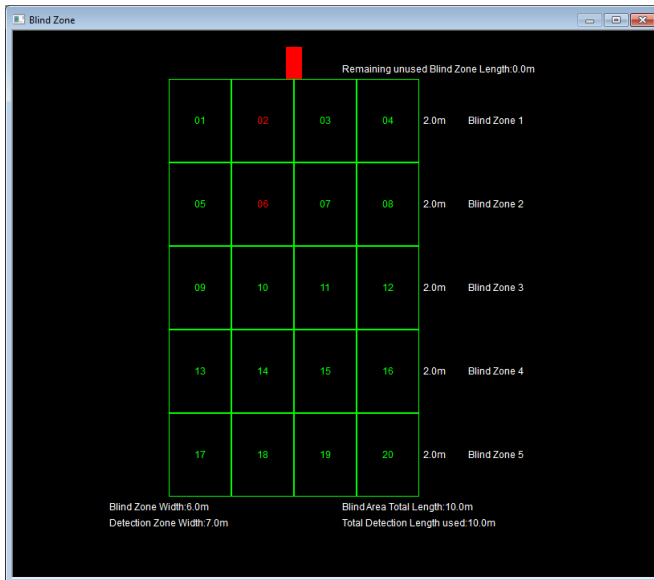 Blind Zone
Remaining unused Blind Zone Length:0.0m
01 02 03 04 2.0m Blind Zone 1
05 06 07 08 2.0m Blind Zone 2
09 10 11 12 2.0m Blind Zone 3
13 14 15 16 2.0m Blind Zone 4
17 18 19 20 2.0m Blind Zone 5
Blind Zone Width:6.0m Blind Area Total Length:10.0m
Detection Zone Width:7.0m Total Detection Length used:10.0m